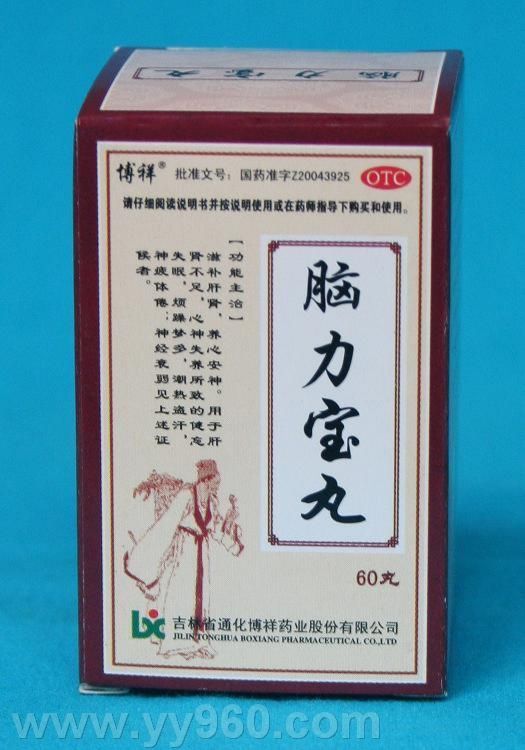 脑力宝丸
博祥®
批准文号：国药准字Z20043925
OTC
请仔细阅读说明书并按说明使用或在药师指导下购买和使用。
脑力宝丸
【功能主治】
滋补肝肾，养心安神。用于肝
肾不足，心神失养所致的健忘
失眠，烦躁梦多，潮热盗汗，
神疲体倦；神经衰弱见上述证
候者。
60丸
吉林省通化博祥药业股份有限公司
JILIN TONGHUA BOXIANG PHARMACEUTICAL CO.,LTD
www.yy960.com